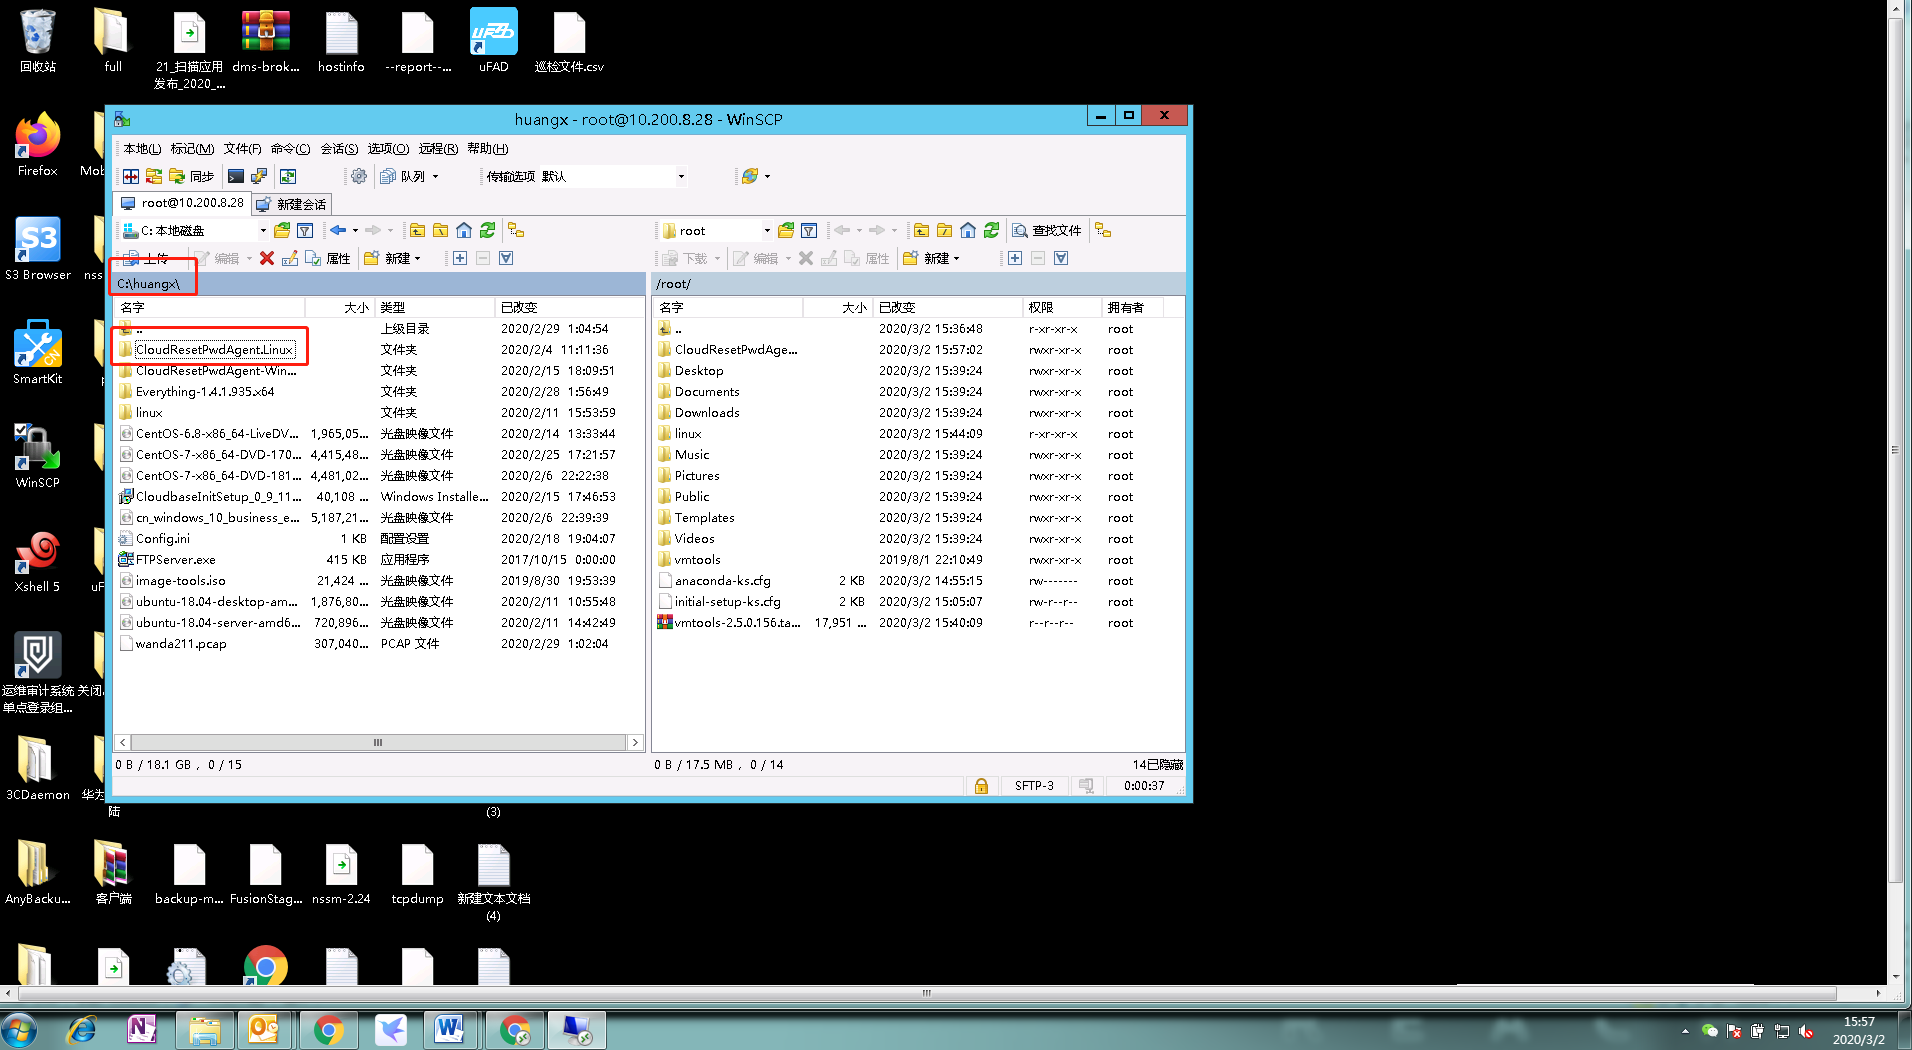 回收站
full
21_扫描应用
发布_2020_...
dms-brok...
hostinfo
--report--...
uFAD
巡检文件.csv
Firefox
Mob
S3 Browser
nss
SmartKit
WinSCP
Xshell 5
uF
运维审计系统
单点登录组...
关闭.
3CDaemon
华为
陆
(3)
AnyBacku...
客户端
backup-m...
FusionStag...
nssm-2.24
tcpdump
新建文本文档
(4)
huangx - root@10.200.8.28 - WinSCP
本地(L) 标记(M) 文件(F) 命令(C) 会话(S) 选项(O) 远程(R) 帮助(H)
同步 队列 传输选项 默认
root@10.200.8.28 新建会话
C: 本地磁盘
上传 编辑 属性 新建
C:\huangx\
名字 大小 类型 已改变
.. 上级目录 2020/2/29 1:04:54
CloudResetPwdAgent.Linux 文件夹 2020/2/4 11:11:36
CloudResetPwdAgent-Win... 文件夹 2020/2/15 18:09:51
Everything-1.4.1.935.x64 文件夹 2020/2/28 1:56:49
linux 文件夹 2020/2/11 15:53:59
CentOS-6.8-x86_64-LiveDV... 1,965,05... 光盘映像文件 2020/2/14 13:33:44
CentOS-7-x86_64-DVD-170... 4,415,48... 光盘映像文件 2020/2/25 17:21:57
CentOS-7-x86_64-DVD-181... 4,481,02... 光盘映像文件 2020/2/6 22:22:38
CloudbaseInitSetup_0_9_11... 40,108 ... Windows Installe... 2020/2/15 17:46:53
cn_windows_10_business_e... 5,187,21... 光盘映像文件 2020/2/6 22:39:39
Config.ini 1 KB 配置设置 2020/2/18 19:04:07
FTPServer.exe 415 KB 应用程序 2017/10/15 0:00:00
image-tools.iso 21,424 ... 光盘映像文件 2019/8/30 19:53:39
ubuntu-18.04-desktop-am... 1,876,80... 光盘映像文件 2020/2/11 10:55:48
ubuntu-18.04-server-amd6... 720,896... 光盘映像文件 2020/2/11 14:42:49
wanda211.pcap 307,040... PCAP 文件 2020/2/29 1:02:04
0 B / 18.1 GB , 0 / 15
root 查找文件
下载 编辑 属性 新建
/root/
名字 大小 已改变 权限 拥有者
.. 2020/3/2 15:36:48 r-xr-xr-x root
CloudResetPwdAge... 2020/3/2 15:57:02 rwxr-xr-x root
Desktop 2020/3/2 15:39:24 rwxr-xr-x root
Documents 2020/3/2 15:39:24 rwxr-xr-x root
Downloads 2020/3/2 15:39:24 rwxr-xr-x root
linux 2020/3/2 15:44:09 r-xr-xr-x root
Music 2020/3/2 15:39:24 rwxr-xr-x root
Pictures 2020/3/2 15:39:24 rwxr-xr-x root
Public 2020/3/2 15:39:24 rwxr-xr-x root
Templates 2020/3/2 15:39:24 rwxr-xr-x root
Videos 2020/3/2 15:39:24 rwxr-xr-x root
vmtools 2019/8/1 22:10:49 rwxr-xr-x root
anaconda-ks.cfg 2 KB 2020/3/2 14:55:15 rw------- root
initial-setup-ks.cfg 2 KB 2020/3/2 15:05:07 rw-r--r-- root
vmtools-2.5.0.156.ta... 17,951 ... 2020/3/2 15:40:09 r--r--r-- root
0 B / 17.5 MB , 0 / 14
14已隐藏
SFTP-3 0:00:37
15:57
2020/3/2